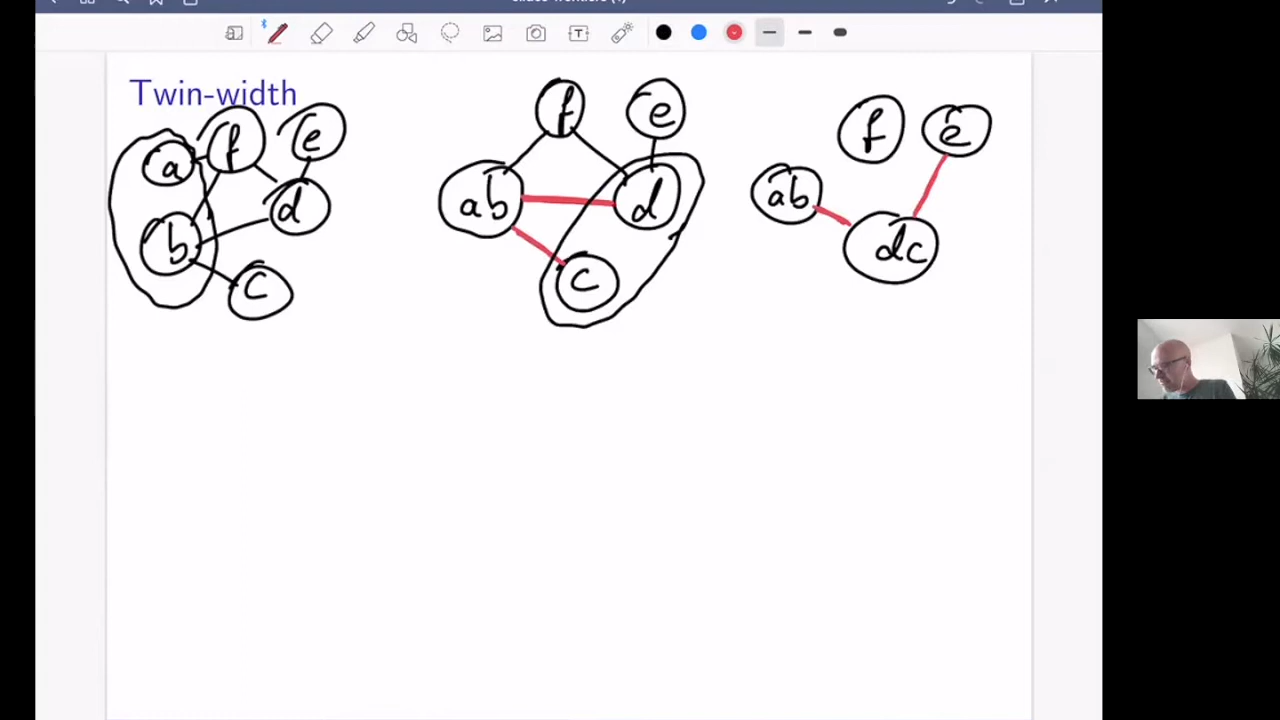 Twin-width
a f e
b d
c
f e
ab d
c
f e
ab dc